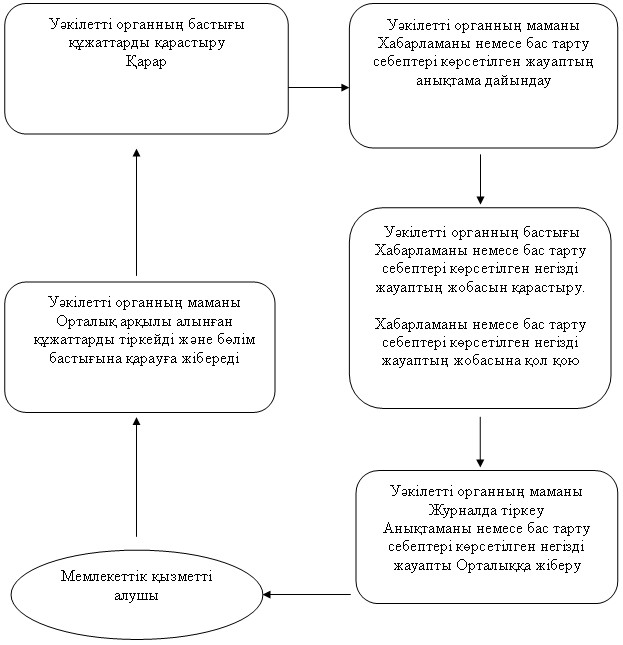 Уәкілетті органның бастығы
құжаттарды қарастыру
Қарар
Уәкілетті органның маманы
Хабарламаны немесе бас тарту
себептері көрсетілген жауаптың
анықтама дайындау
Уәкілетті органның бастығы
Хабарламаны немесе бас тарту
себептері көрсетілген негізді
жауаптың жобасын қарастыру.
Хабарламаны немесе бас тарту
себептері көрсетілген негізді
жауаптың жобасына қол қою
Уәкілетті органның маманы
Орталық арқылы алынған
құжаттарды тіркейді және бөлім
бастығына қарауға жібереді
Уәкілетті органның маманы
Журналда тіркеу
Анықтаманы немесе бас тарту
себептері көрсетілген негізді
жауапты Орталыққа жіберу
Мемлекеттік қызметті
алушы